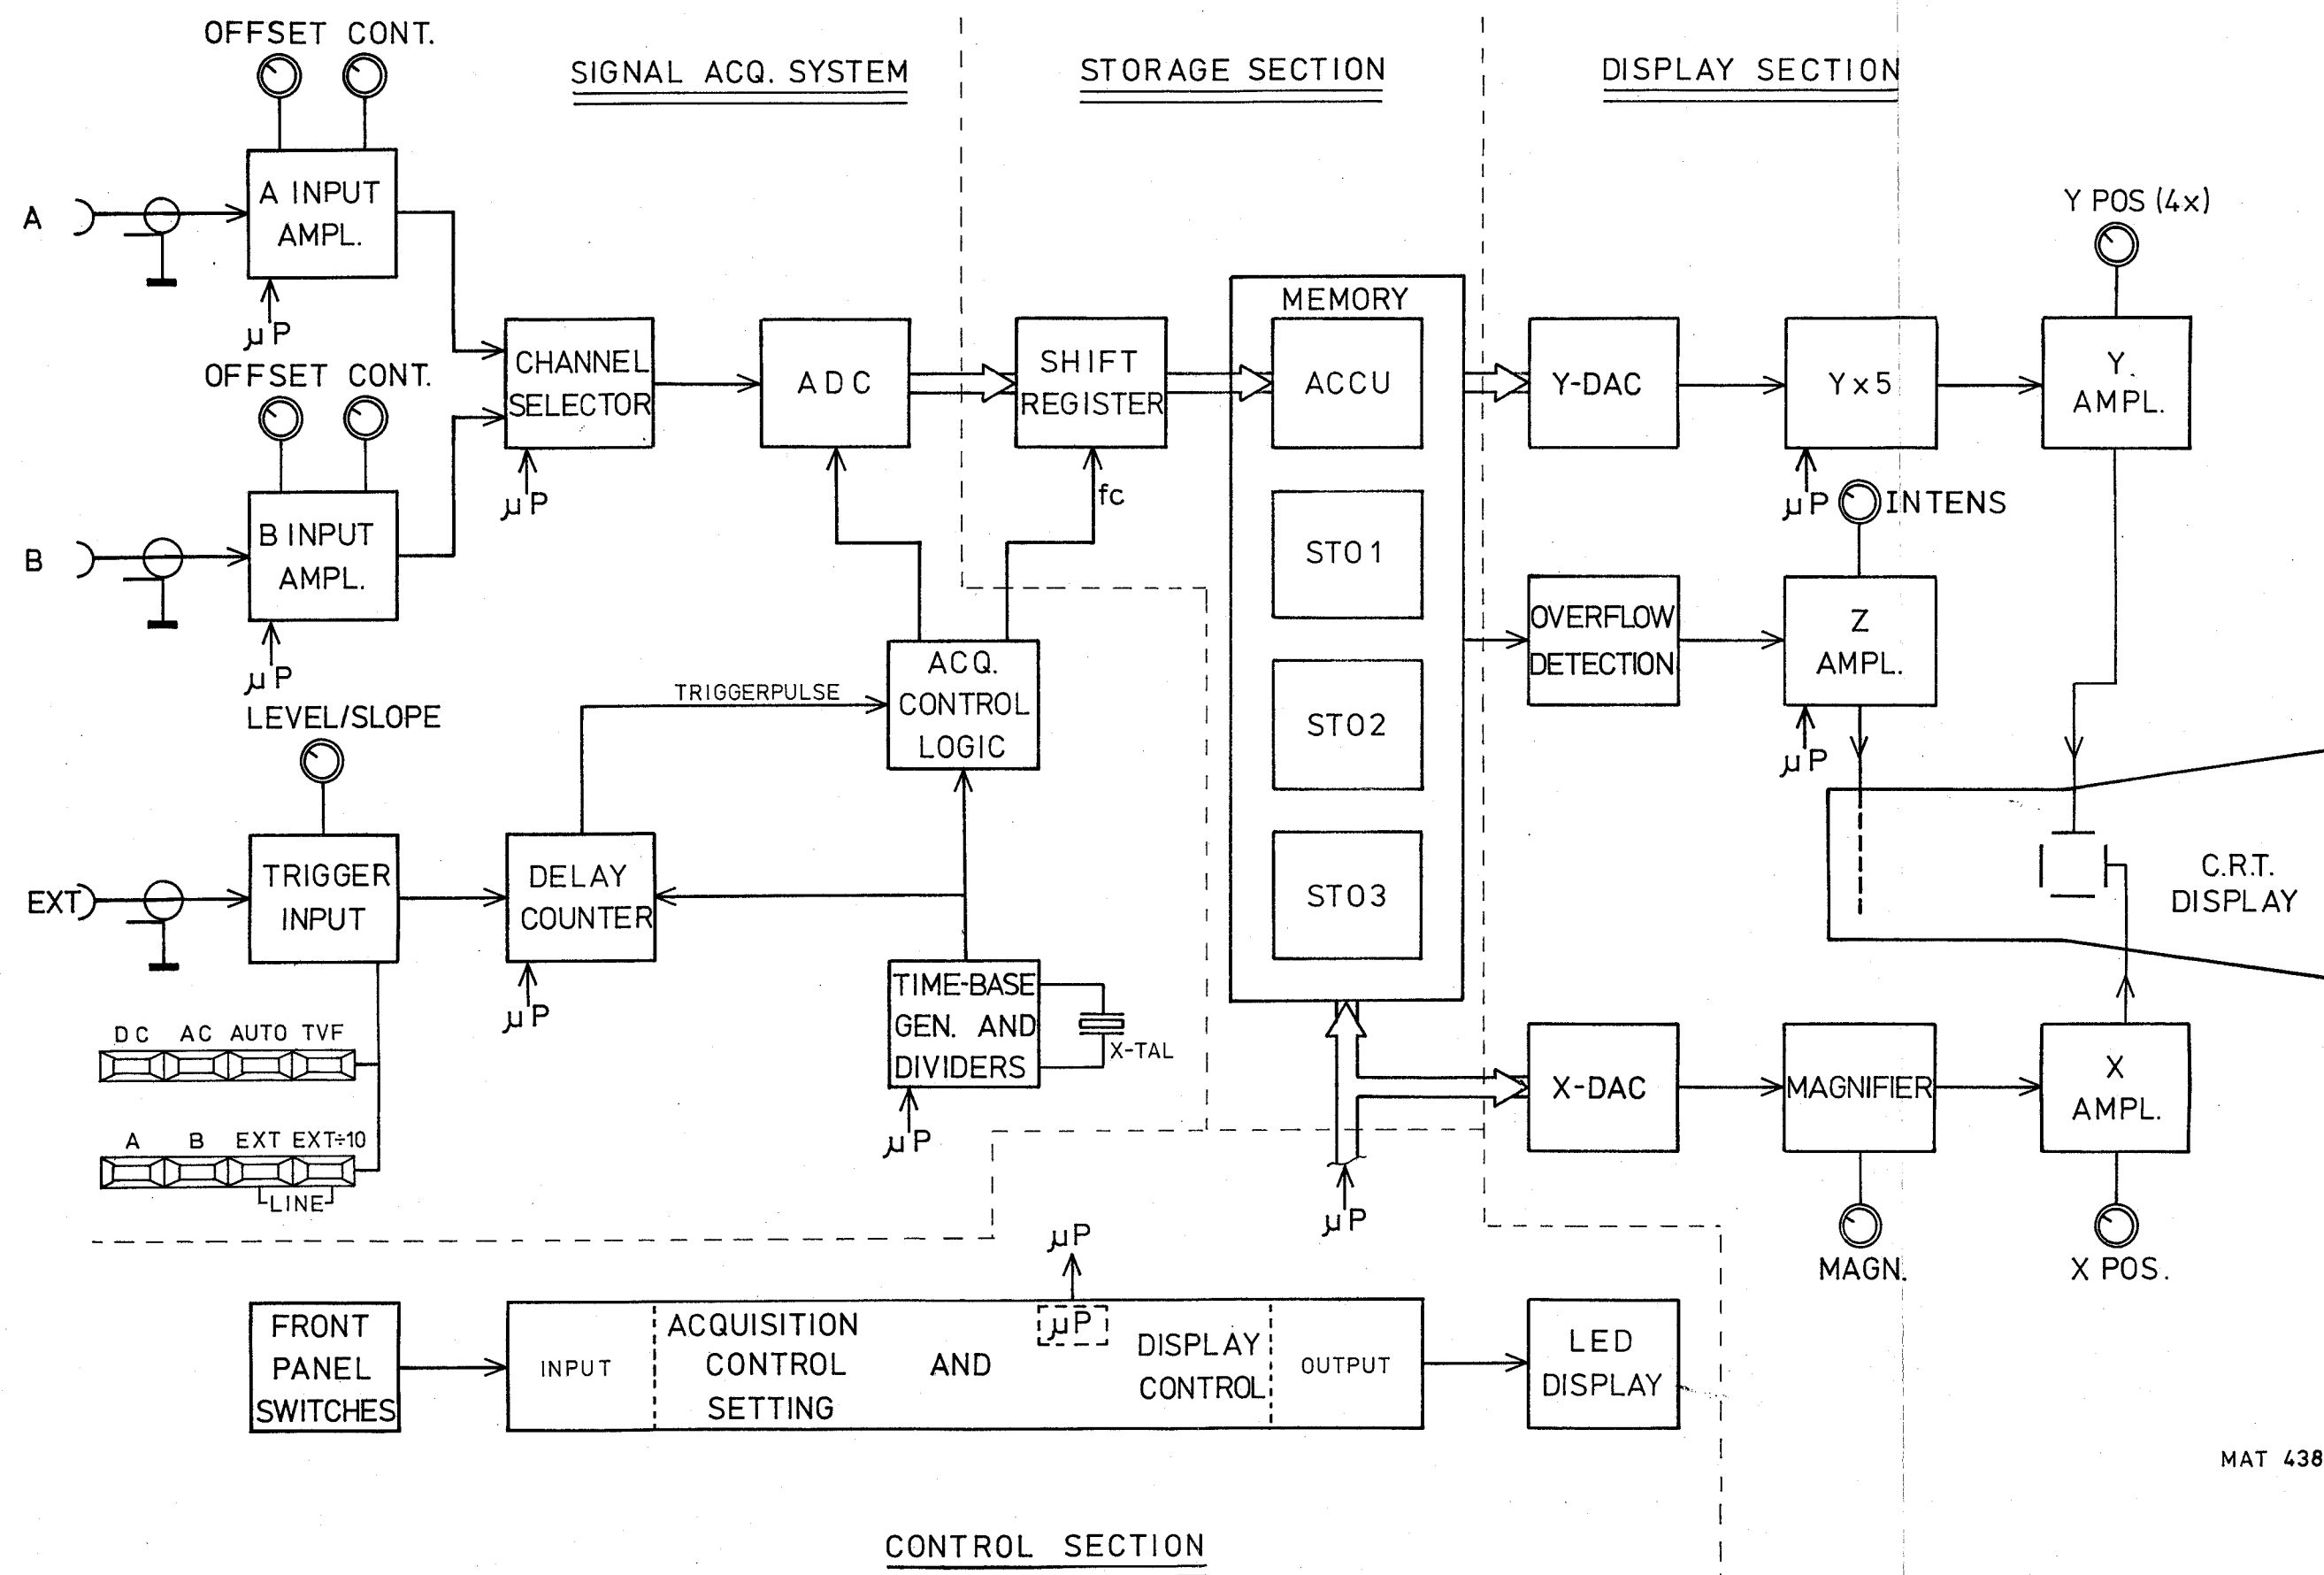 OFFSET CONT.
SIGNAL ACQ. SYSTEM
STORAGE SECTION
DISPLAY SECTION
A
A INPUT
AMPL.
µP
Y POS (4x)
OFFSET CONT.
CHANNEL
SELECTOR
µP
ADC
SHIFT
REGISTER
fc
MEMORY
ACCU
STO1
STO2
STO3
Y-DAC
Y x 5
µP
Y.
AMPL.
INTENS
B
B INPUT
AMPL.
µP
OVERFLOW
DETECTION
Z
AMPL.
µP
LEVEL/SLOPE
TRIGGERPULSE
ACQ.
CONTROL
LOGIC
EXT
TRIGGER
INPUT
DELAY
COUNTER
µP
C.R.T.
DISPLAY
TIME-BASE
GEN. AND
DIVIDERS
X-TAL
µP
DC AC AUTO TVF
A B EXT EXT÷10
LINE
X-DAC
MAGNIFIER
X
AMPL.
µP
MAGN.
X POS.
µP
FRONT
PANEL
SWITCHES
INPUT
ACQUISITION
CONTROL
SETTING
AND
µP
DISPLAY
CONTROL
OUTPUT
LED
DISPLAY
MAT 438
CONTROL SECTION